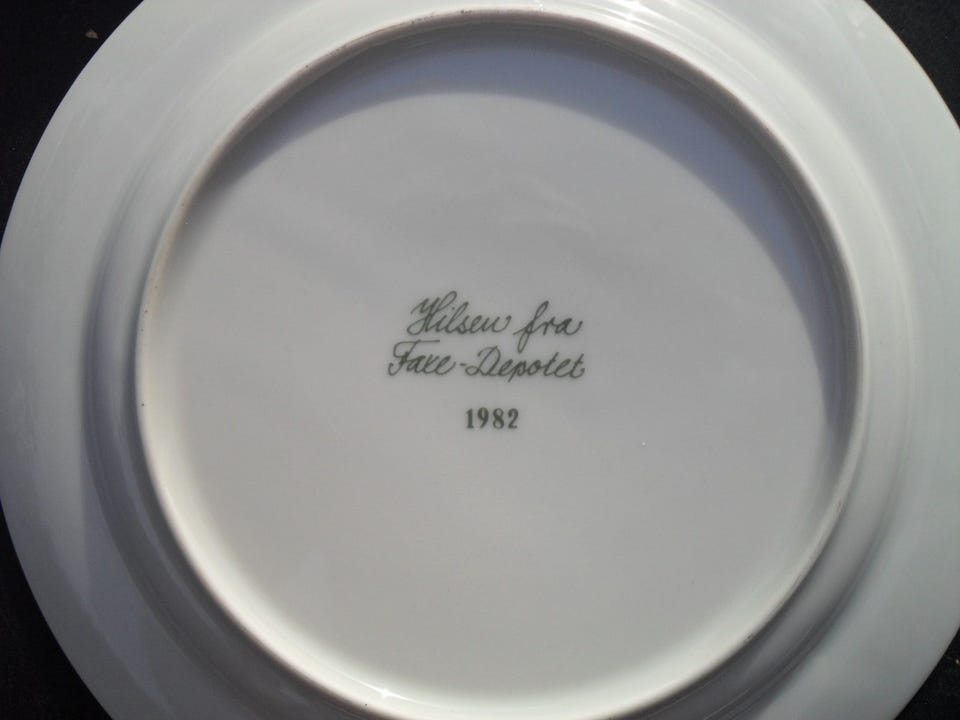 Hilsen fra
Faxe-Depotet
1982